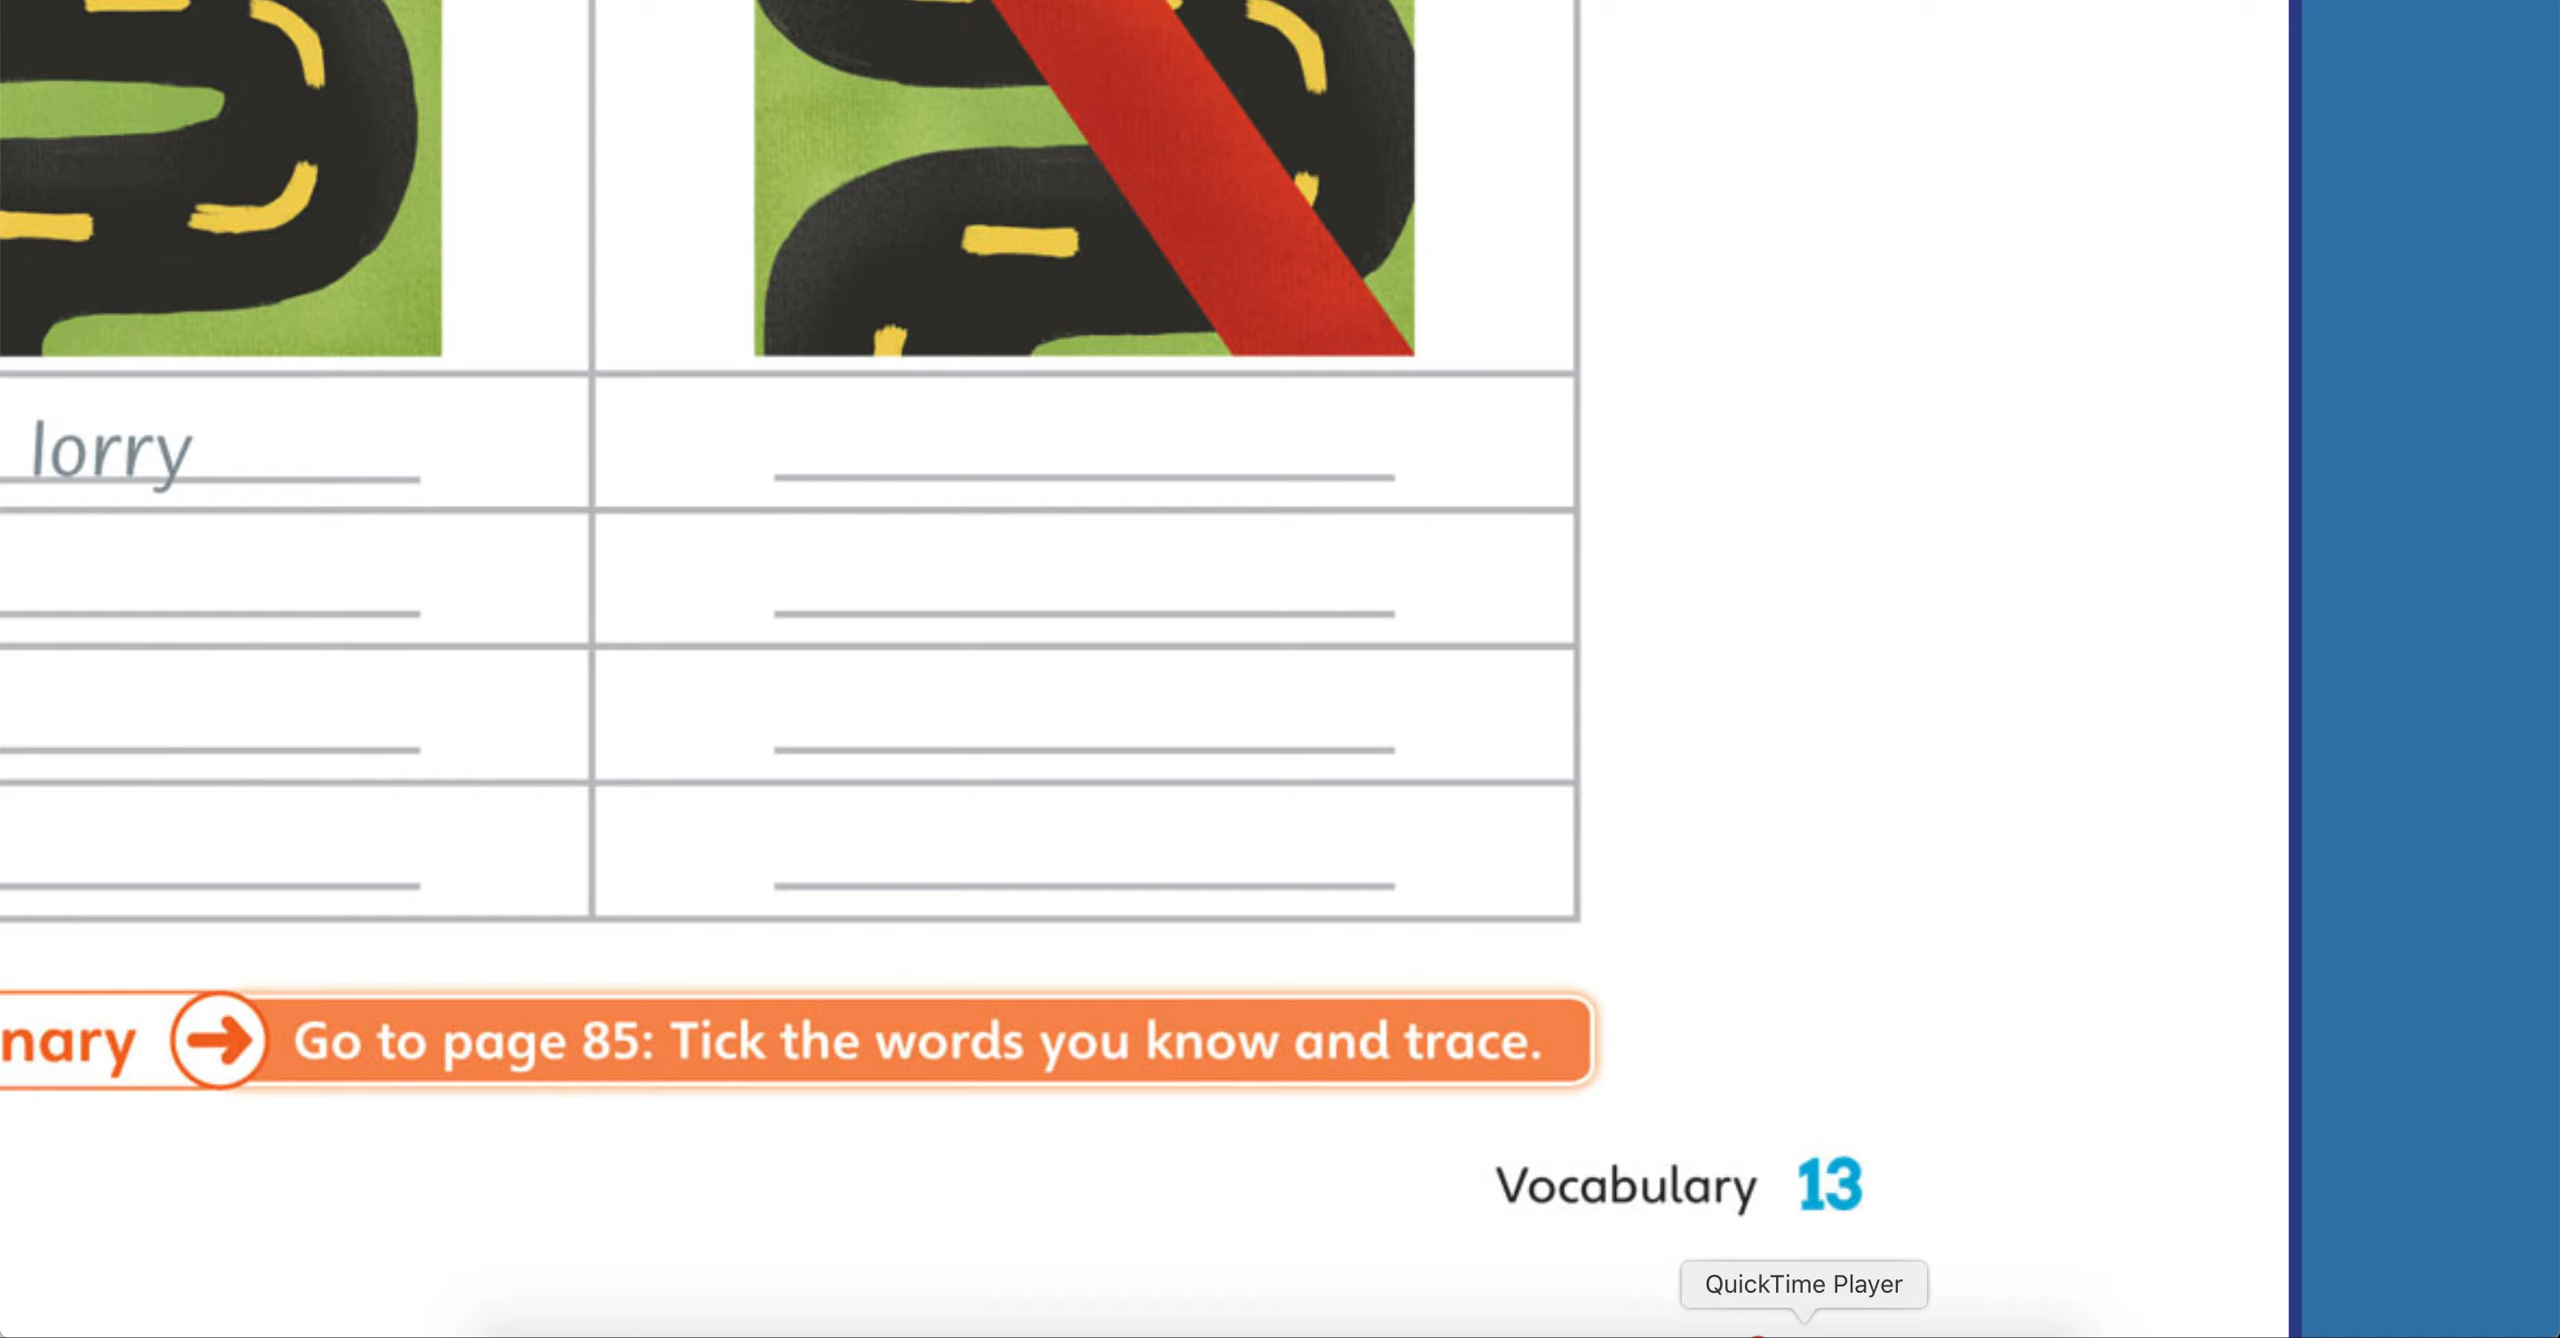 lorry
nary Go to page 85: Tick the words you know and trace.
Vocabulary 13
QuickTime Player